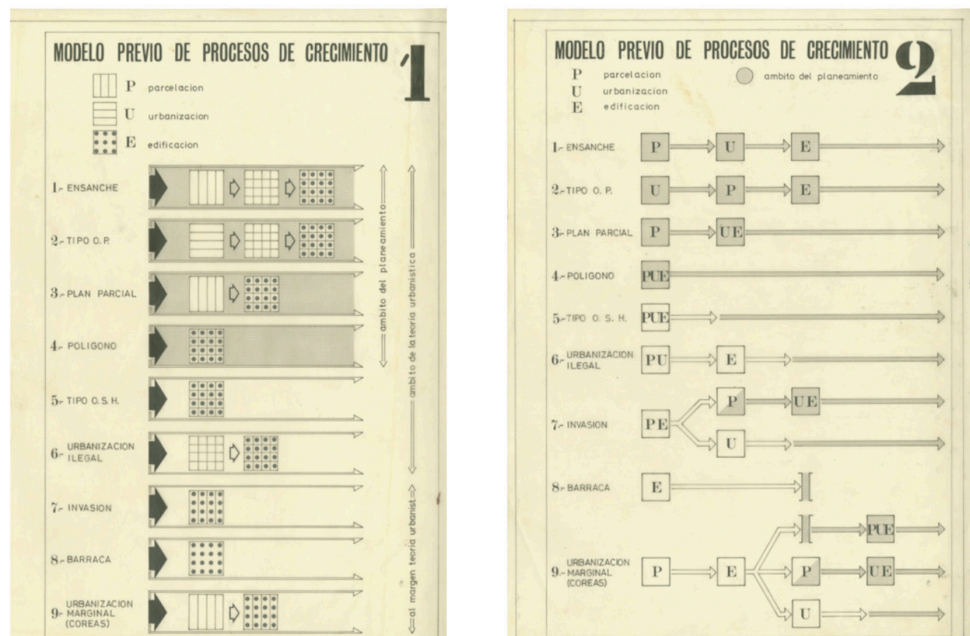 MODELO PREVIO DE PROCESOS DE CRECIMIENTO 1
P parcelacion
U urbanizacion
E edificacion
1.- ENSANCHE
2.- TIPO O. P.
3.- PLAN PARCIAL
4.- POLIGONO
5.- TIPO O. S. H.
6.- URBANIZACION
ILEGAL
7.- INVASION
8.- BARRACA
9.- URBANIZACION
MARGINAL
(COREAS)
ambito del planeamiento
ambito de la teoria urbanistica
al margen teoria urbanist.
MODELO PREVIO DE PROCESOS DE CRECIMIENTO 2
P parcelacion
U urbanizacion
E edificacion
ambito del planeamiento
1.- ENSANCHE P U E
2.- TIPO O. P. U P E
3.- PLAN PARCIAL P UE
4.- POLIGONO PUE
5.- TIPO O. S. H. PUE
6.- URBANIZACION
ILEGAL PU E
P UE
7.- INVASION PE
U
8.- BARRACA E
PUE
9.- URBANIZACION
MARGINAL
(COREAS) P E P UE
U